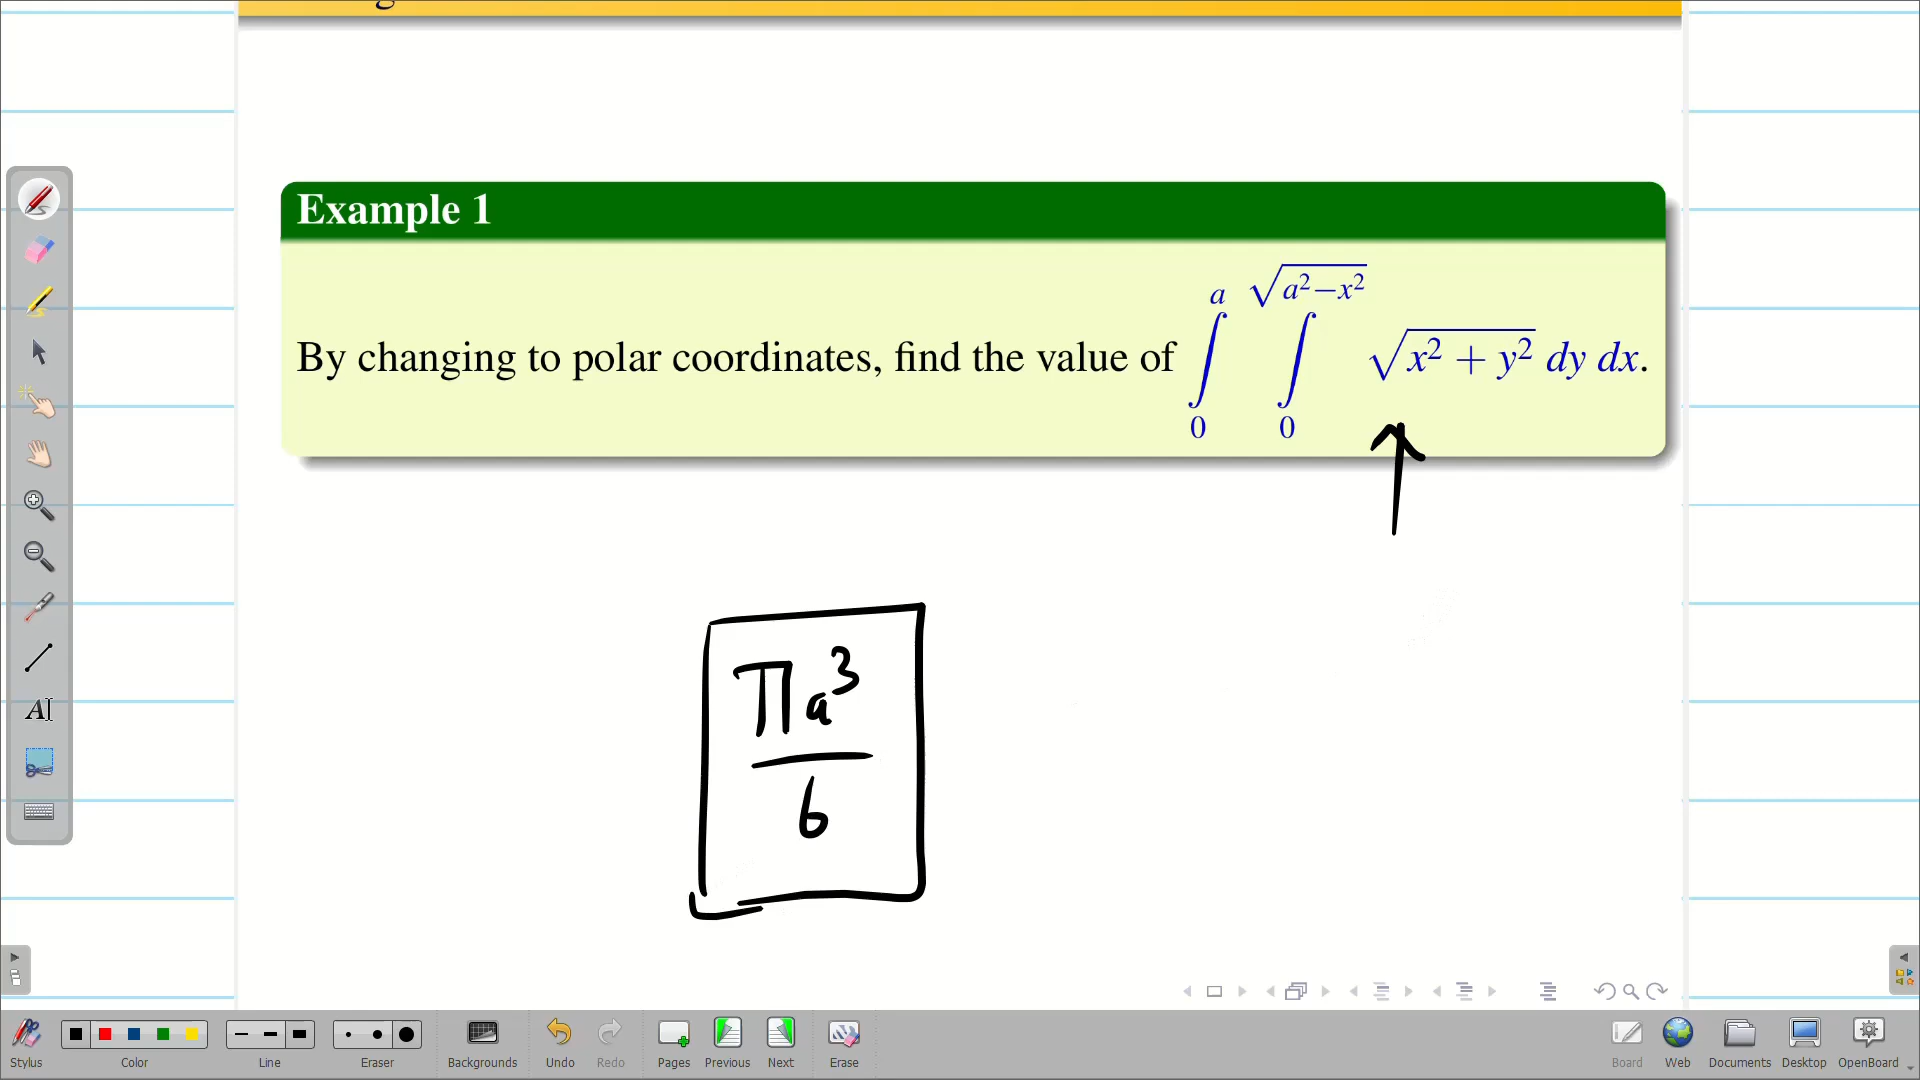 Example 1
By changing to polar coordinates, find the value of ∫₀^a ∫₀^√(a²−x²) √(x² + y²) dy dx.
πa³
6
Stylus
Color
Line
Eraser
Backgrounds
Undo
Redo
Pages
Previous
Next
Erase
Board
Web
Documents
Desktop
OpenBoard